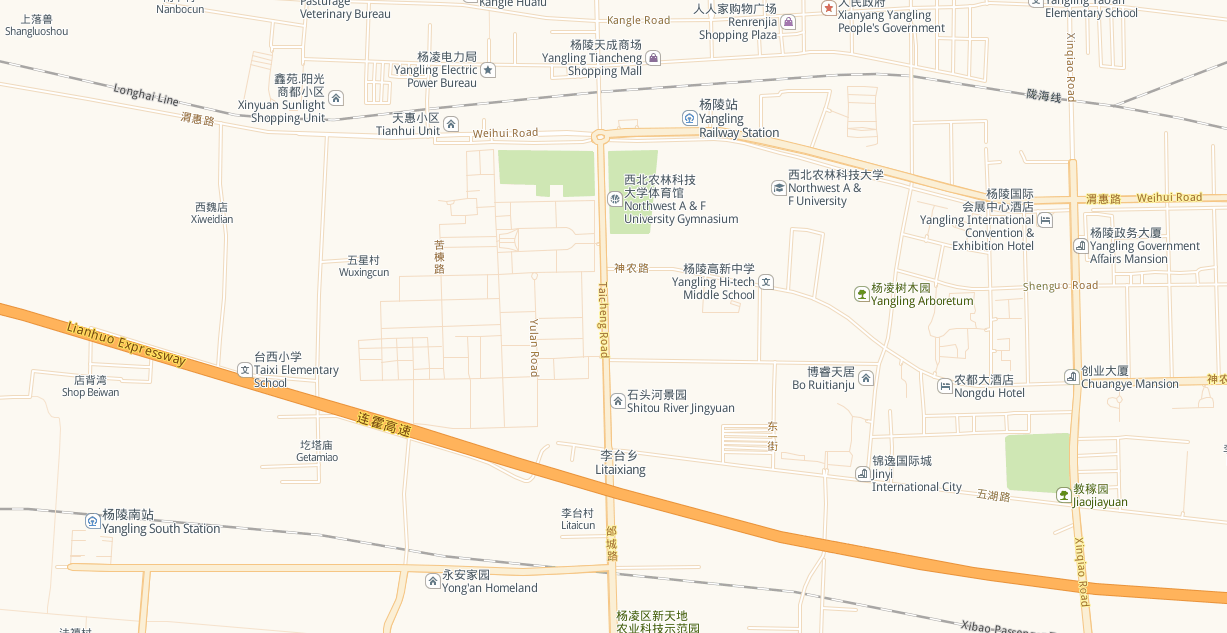 上落兽
Shangluoshou
Nanbocun
Pasturage
Veterinary Bureau
Kangle Huafu
Kangle Road
人人家购物广场
Renrenjia
Shopping Plaza
人民政府
Xianyang Yangling
People's Government
Yangling Yao'an
Elementary School
Xinqiao Road
杨凌电力局
Yangling Electric
Power Bureau
杨陵天成商场
Yangling Tiancheng
Shopping Mall
鑫苑.阳光
商都小区
Xinyuan Sunlight
Shopping Unit
Longhai Line
渭惠路
天惠小区
Tianhui Unit
Weihui Road
杨陵站
Yangling
Railway Station
陇海线
西北农林科技
大学体育馆
Northwest A & F
University Gymnasium
西北农林科技大学
Northwest A &
F University
杨陵国际
会展中心酒店
Yangling International
Convention &
Exhibition Hotel
渭惠路
Weihui Road
杨陵政务大厦
Yangling Government
Affairs Mansion
西魏店
Xiweidian
五星村
Wuxingcun
苦楝路
神农路
杨陵高新中学
Yangling Hi-tech
Middle School
杨凌树木园
Yangling Arboretum
Shenguo Road
Taicheng Road
Yulan Road
Lianhuo Expressway
台西小学
Taixi Elementary
School
店背湾
Shop Beiwan
博睿天居
Bo Ruitianju
农都大酒店
Nongdu Hotel
创业大厦
Chuangye Mansion
神农
石头河景园
Shitou River Jingyuan
连霍高速
圪塔庙
Getamiao
东一街
李台乡
Litaixiang
锦逸国际城
Jinyi
International City
五湖路
教稼园
Jiaojiayuan
杨陵南站
Yangling South Station
李台村
Litaicun
邰城路
Xinqiao Road
永安家园
Yong'an Homeland
杨凌区新天地
农业科技示范园